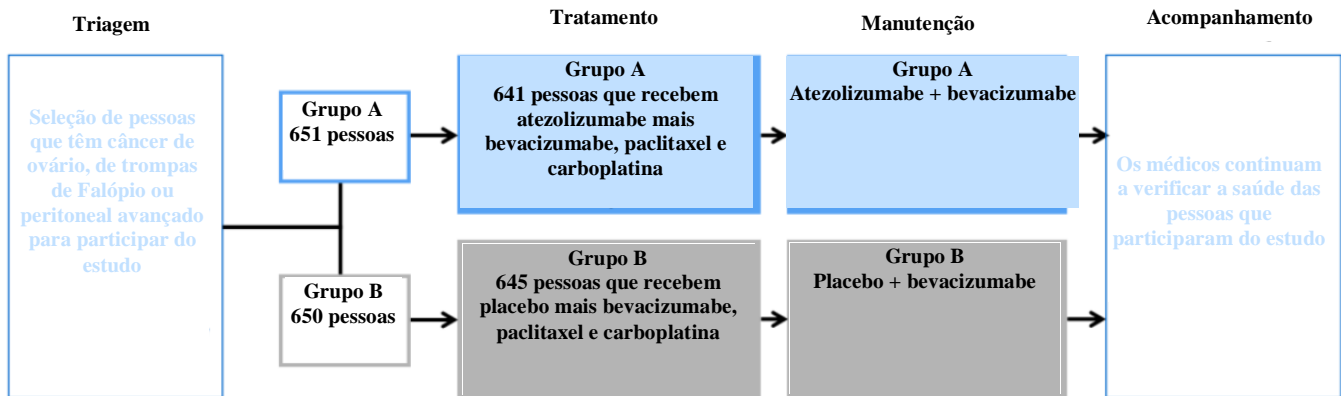 Triagem
Tratamento
Manutenção
Acompanhamento
Seleção de pessoas
que têm câncer de
ovário, de trompas
de Falópio ou
peritoneal avançado
para participar do
estudo
Grupo A
651 pessoas
Grupo B
650 pessoas
Grupo A
641 pessoas que recebem
atezolizumabe mais
bevacizumabe, paclitaxel e
carboplatina
Grupo B
645 pessoas que recebem
placebo mais bevacizumabe,
paclitaxel e carboplatina
Grupo A
Atezolizumabe + bevacizumabe
Grupo B
Placebo + bevacizumabe
Os médicos continuam
a verificar a saúde das
pessoas que
participaram do estudo